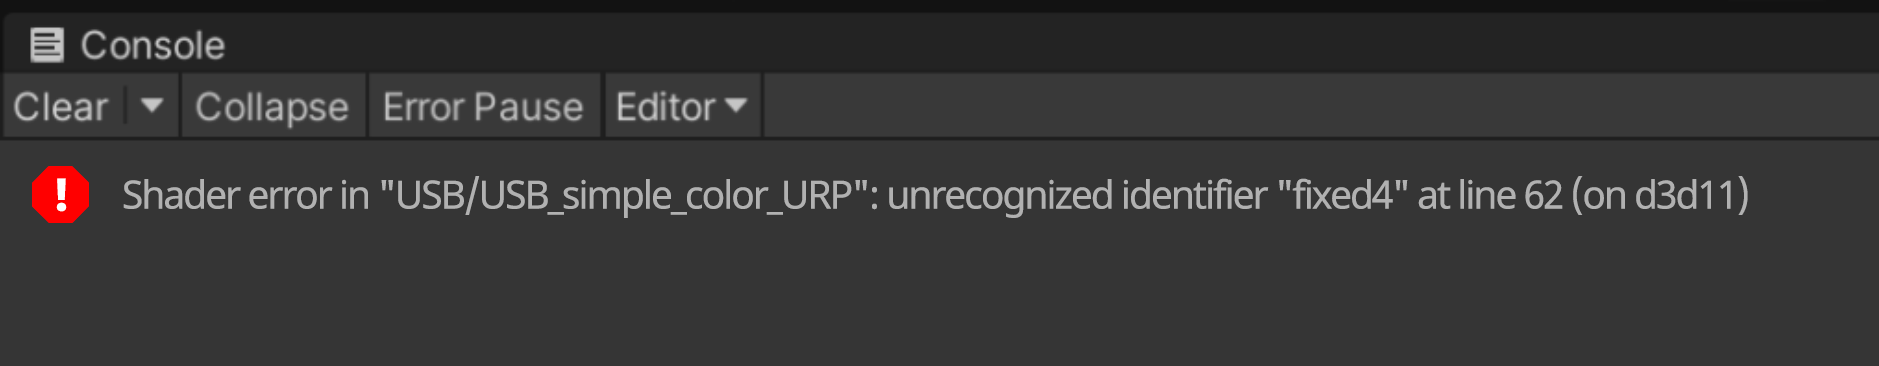 Console
Clear Collapse Error Pause Editor
Shader error in "USB/USB_simple_color_URP": unrecognized identifier "fixed4" at line 62 (on d3d11)